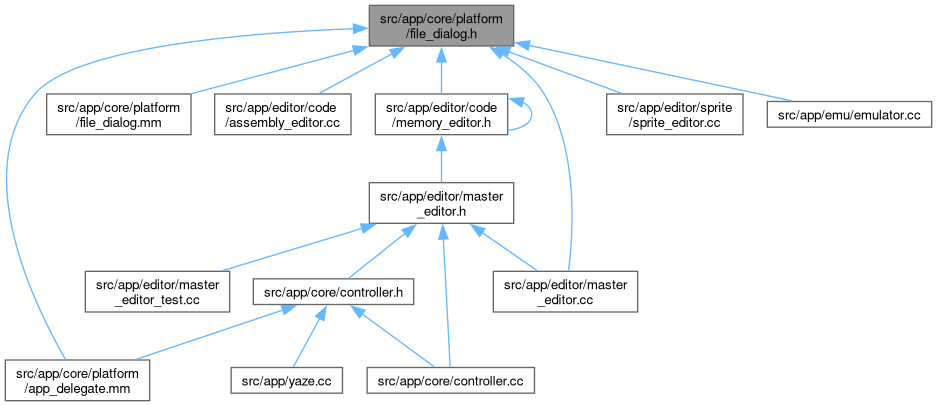 src/app/core/platform
/file_dialog.h
src/app/core/platform
/file_dialog.mm
src/app/editor/code
/assembly_editor.cc
src/app/editor/code
/memory_editor.h
src/app/editor/sprite
/sprite_editor.cc
src/app/emu/emulator.cc
src/app/editor/master
_editor.h
src/app/editor/master
_editor_test.cc
src/app/core/controller.h
src/app/editor/master
_editor.cc
src/app/core/platform
/app_delegate.mm
src/app/yaze.cc
src/app/core/controller.cc